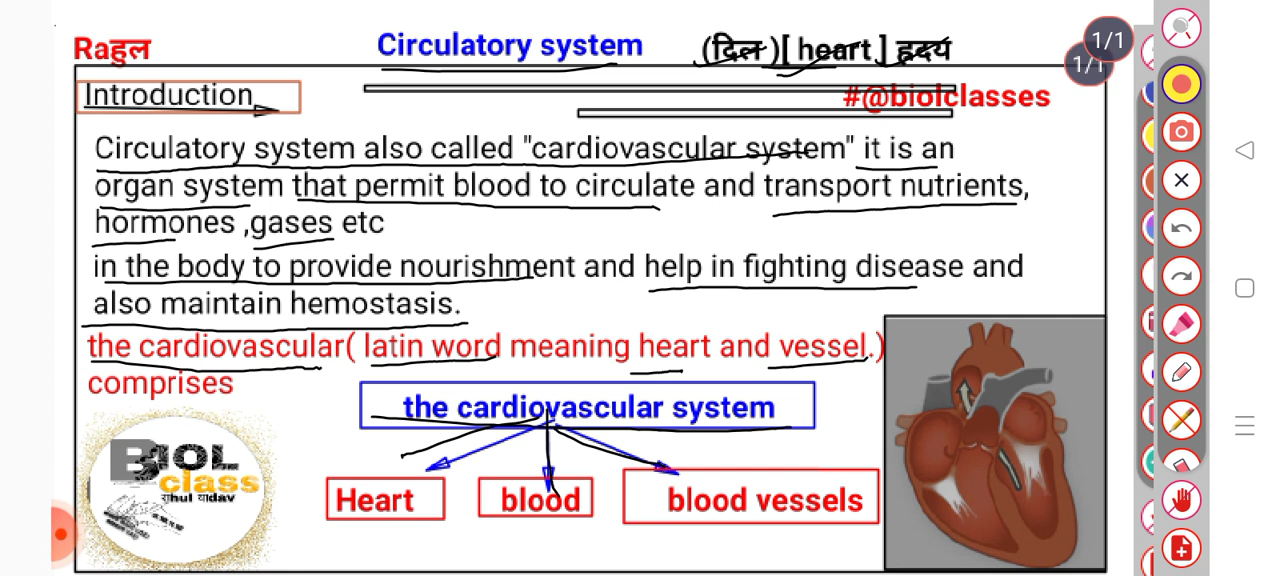 Raहुल
Circulatory system (दिल )[ heart ] ह्रदय
1/1
1/1
Introduction
#@biolclasses
Circulatory system also called "cardiovascular system" it is an
organ system that permit blood to circulate and transport nutrients,
hormones ,gases etc
in the body to provide nourishment and help in fighting disease and
also maintain hemostasis.
the cardiovascular( latin word meaning heart and vessel.)
comprises
the cardiovascular system
Heart blood blood vessels
BIOL
class
राहुल यादव